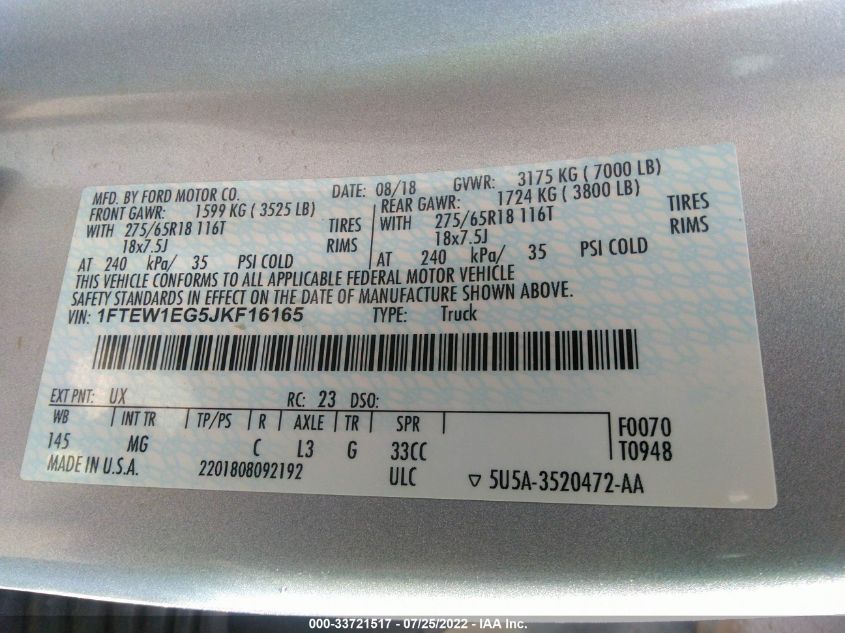 MFD. BY FORD MOTOR CO. DATE: 08/18 GVWR: 3175 KG ( 7000 LB)
FRONT GAWR: 1599 KG ( 3525 LB)
WITH 275/65R18 116T TIRES
18x7.5J RIMS
AT 240 kPa/ 35 PSI COLD
REAR GAWR: 1724 KG ( 3800 LB)
WITH 275/65R18 116T TIRES
18x7.5J RIMS
AT 240 kPa/ 35 PSI COLD
THIS VEHICLE CONFORMS TO ALL APPLICABLE FEDERAL MOTOR VEHICLE
SAFETY STANDARDS IN EFFECT ON THE DATE OF MANUFACTURE SHOWN ABOVE.
VIN: 1FTEW1EG5JKF16165 TYPE: Truck
EXT PNT: UX RC: 23 DSO:
WB INT TR TP/PS R AXLE TR SPR
145 MG C L3 G 33CC
F0070
T0948
MADE IN U.S.A. 2201808092192 ULC ▽ 5U5A-3520472-AA
000-33721517 - 07/25/2022 - IAA Inc.